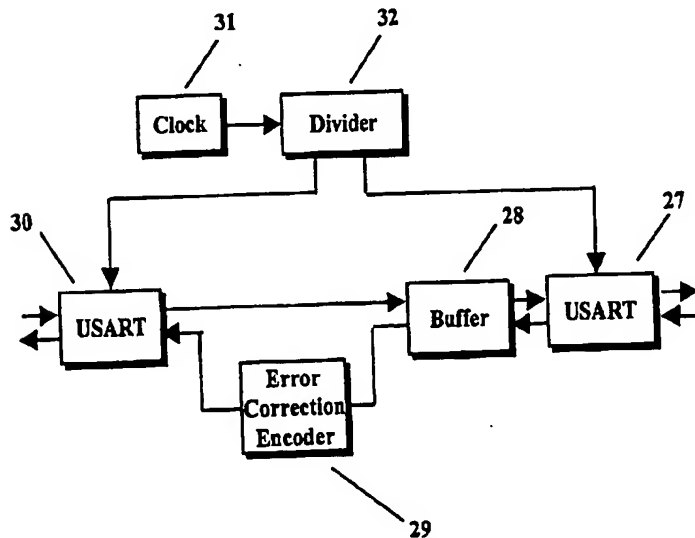 31
32
Clock
Divider
30
28
27
USART
Buffer
USART
Error
Correction
Encoder
29